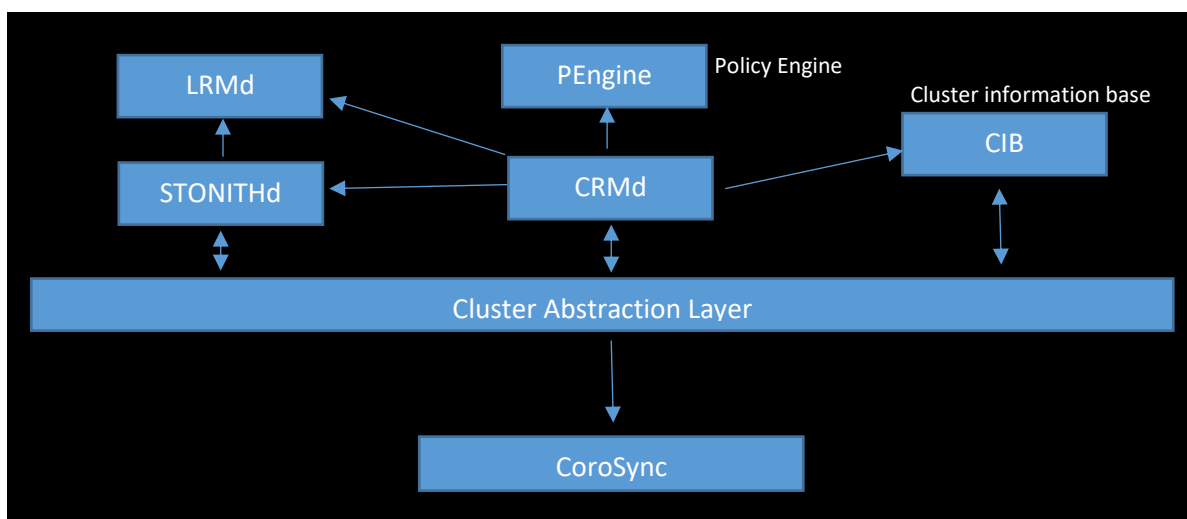 LRMd
PEngine
Policy Engine
Cluster information base
CIB
STONITHd
CRMd
Cluster Abstraction Layer
CoroSync